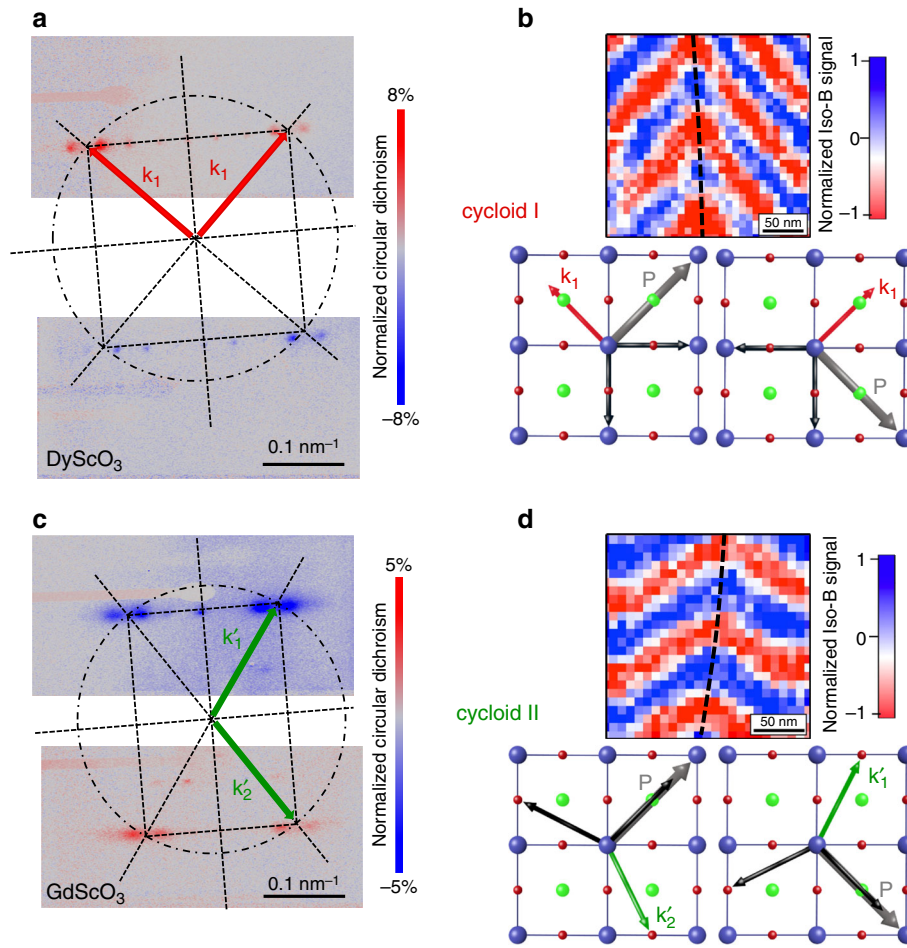 a
8%
k₁
k₁
Normalized circular dichroism
−8%
0.1 nm⁻¹
DyScO₃
b
1
0
−1
Normalized Iso-B signal
50 nm
cycloid I
k₁
P
k₁
P
c
5%
k′₁
k′₂
Normalized circular dichroism
−5%
0.1 nm⁻¹
GdScO₃
d
1
0
−1
Normalized Iso-B signal
50 nm
cycloid II
P
k′₂
k′₁
P